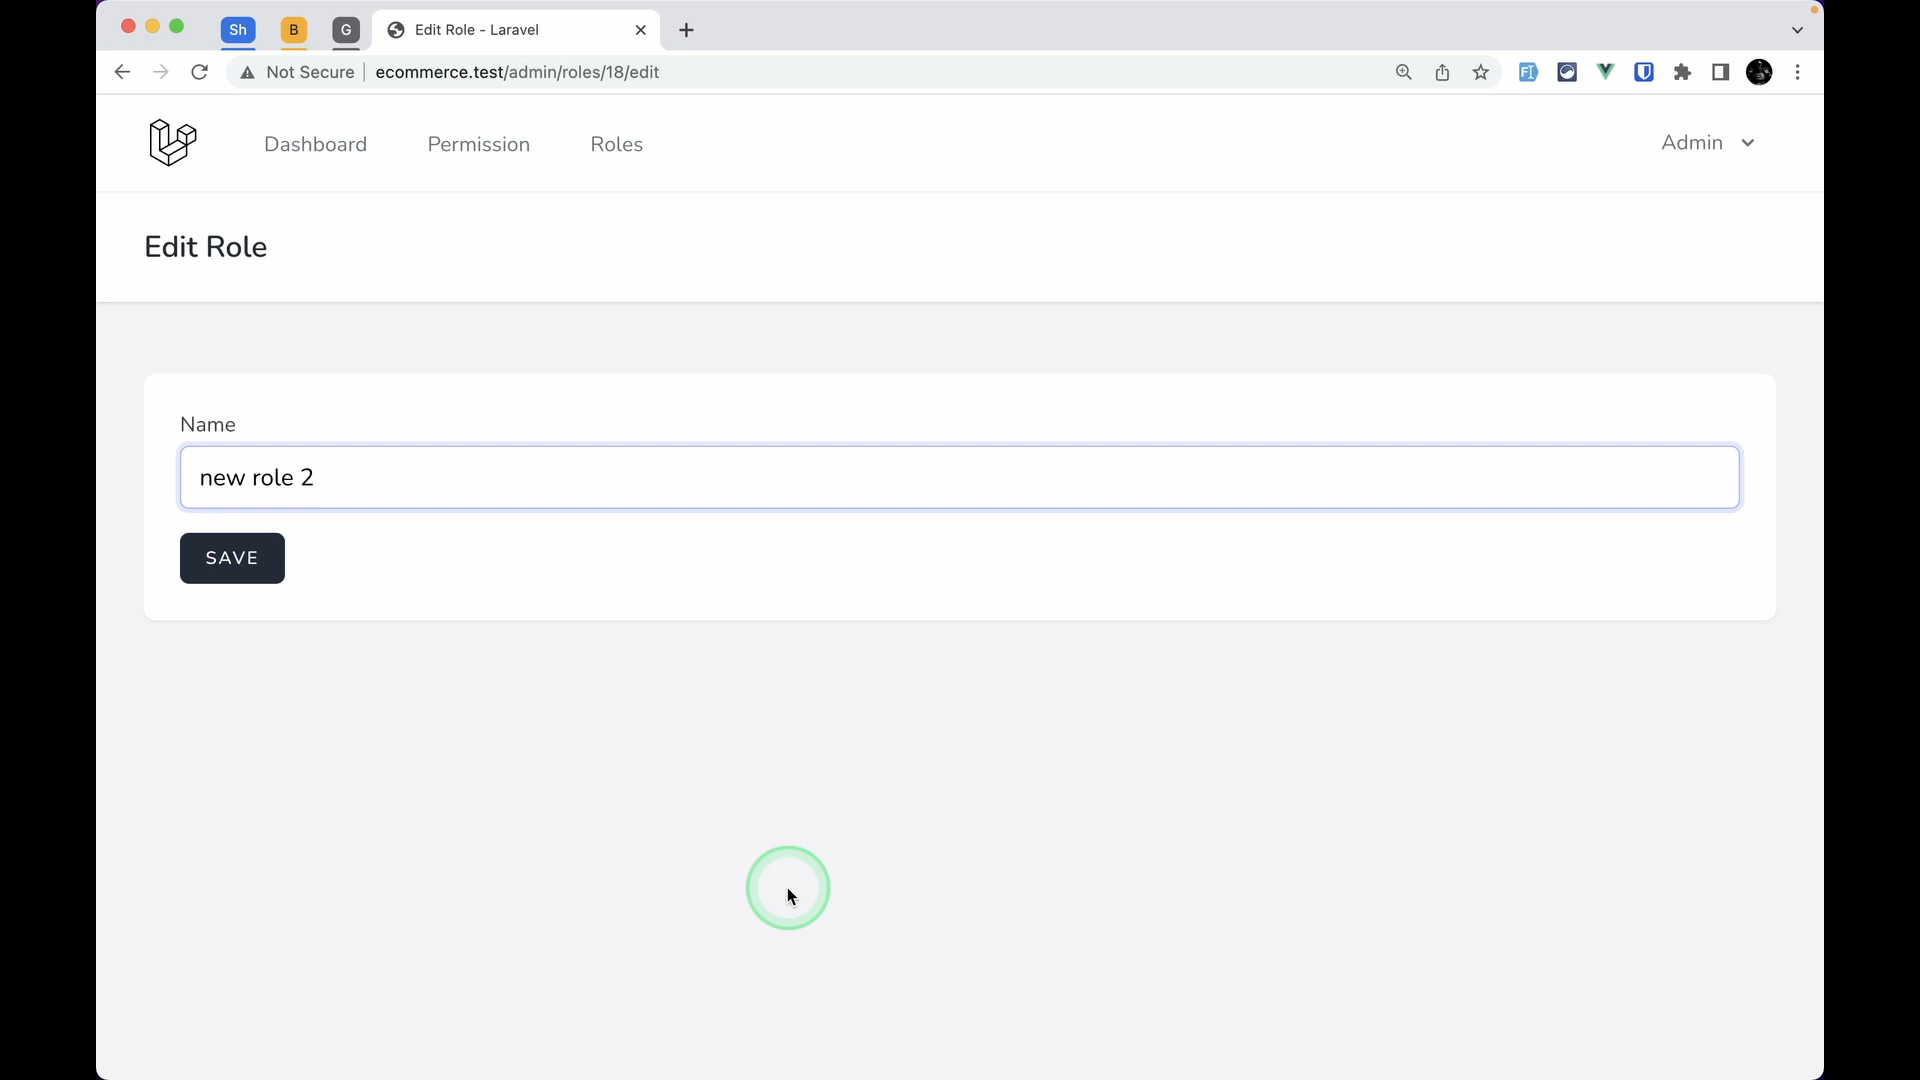 Sh
B
G
Edit Role - Laravel
Not Secure
ecommerce.test/admin/roles/18/edit
Dashboard
Permission
Roles
Admin
Edit Role
Name
new role 2
SAVE